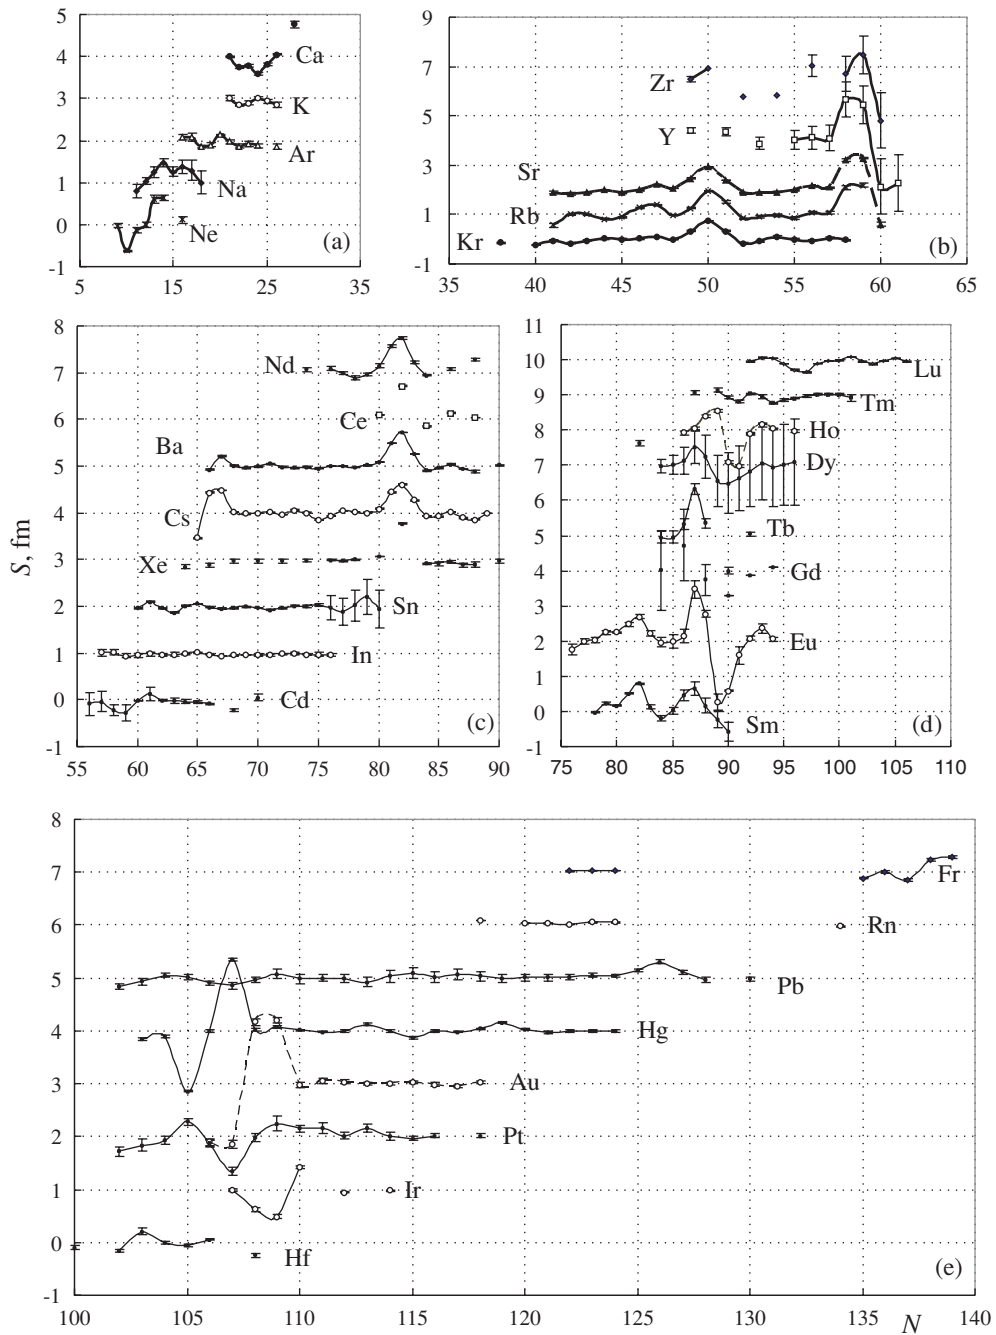 5
4
3
2
1
0
-1
5
15
25
35
Ca
K
Ar
Na
Ne
(a)
9
7
5
3
1
-1
35
40
45
50
55
60
65
Zr
Y
Sr
Rb
Kr
(b)
S, fm
8
7
6
5
4
3
2
1
0
-1
55
60
65
70
75
80
85
90
Nd
Ce
Ba
Cs
Xe
Sn
In
Cd
(c)
11
10
9
8
7
6
5
4
3
2
1
0
-1
75
80
85
90
95
100
105
110
Lu
Tm
Ho
Dy
Tb
Gd
Eu
Sm
(d)
8
7
6
5
4
3
2
1
0
-1
100
105
110
115
120
125
130
135
140
N
Fr
Rn
Pb
Hg
Au
Pt
Ir
Hf
(e)